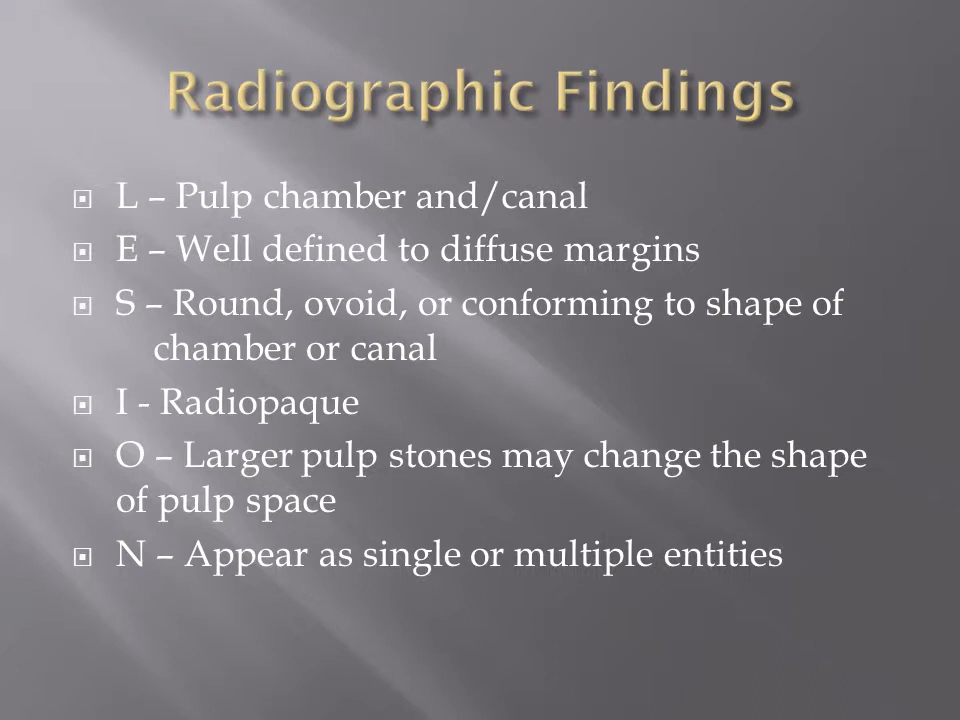 Radiographic Findings
L – Pulp chamber and/canal
E – Well defined to diffuse margins
S – Round, ovoid, or conforming to shape of
chamber or canal
I - Radiopaque
O – Larger pulp stones may change the shape
of pulp space
N – Appear as single or multiple entities